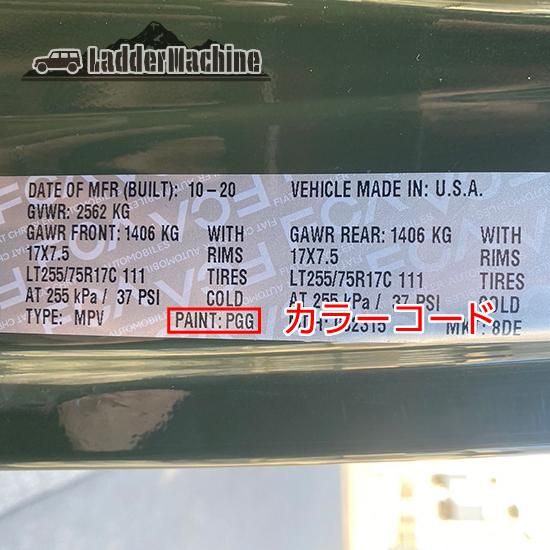 LadderMachine
DATE OF MFR (BUILT): 10-20 VEHICLE MADE IN: U.S.A.
GVWR: 2562 KG
GAWR FRONT: 1406 KG WITH GAWR REAR: 1406 KG WITH
17X7.5 RIMS 17X7.5 RIMS
LT255/75R17C 111 TIRES LT255/75R17C 111 TIRES
AT 255 kPa / 37 PSI COLD AT 255 kPa / 37 PSI COLD
TYPE: MPV PAINT: PGG カラーコード 8DE